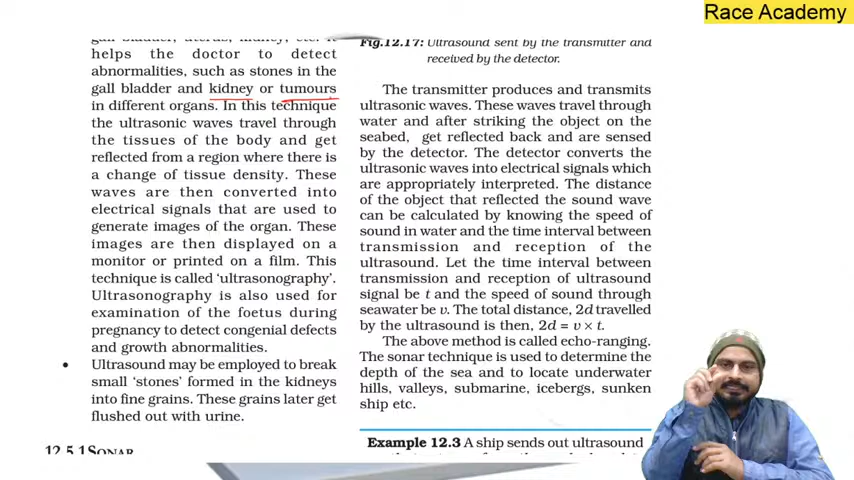 Race Academy
gall bladder, uterus, kidney, etc. It
helps the doctor to detect
abnormalities, such as stones in the
gall bladder and kidney or tumours
in different organs. In this technique
the ultrasonic waves travel through
the tissues of the body and get
reflected from a region where there is
a change of tissue density. These
waves are then converted into
electrical signals that are used to
generate images of the organ. These
images are then displayed on a
monitor or printed on a film. This
technique is called ‘ultrasonography’.
Ultrasonography is also used for
examination of the foetus during
pregnancy to detect congenial defects
and growth abnormalities.
• Ultrasound may be employed to break
small ‘stones’ formed in the kidneys
into fine grains. These grains later get
flushed out with urine.
12.5.1 SONAR
Fig.12.17: Ultrasound sent by the transmitter and
received by the detector.
The transmitter produces and transmits
ultrasonic waves. These waves travel through
water and after striking the object on the
seabed, get reflected back and are sensed
by the detector. The detector converts the
ultrasonic waves into electrical signals which
are appropriately interpreted. The distance
of the object that reflected the sound wave
can be calculated by knowing the speed of
sound in water and the time interval between
transmission and reception of the
ultrasound. Let the time interval between
transmission and reception of ultrasound
signal be t and the speed of sound through
seawater be v. The total distance, 2d travelled
by the ultrasound is then, 2d = v × t.
The above method is called echo-ranging.
The sonar technique is used to determine the
depth of the sea and to locate underwater
hills, valleys, submarine, icebergs, sunken
ship etc.
Example 12.3 A ship sends out ultrasound